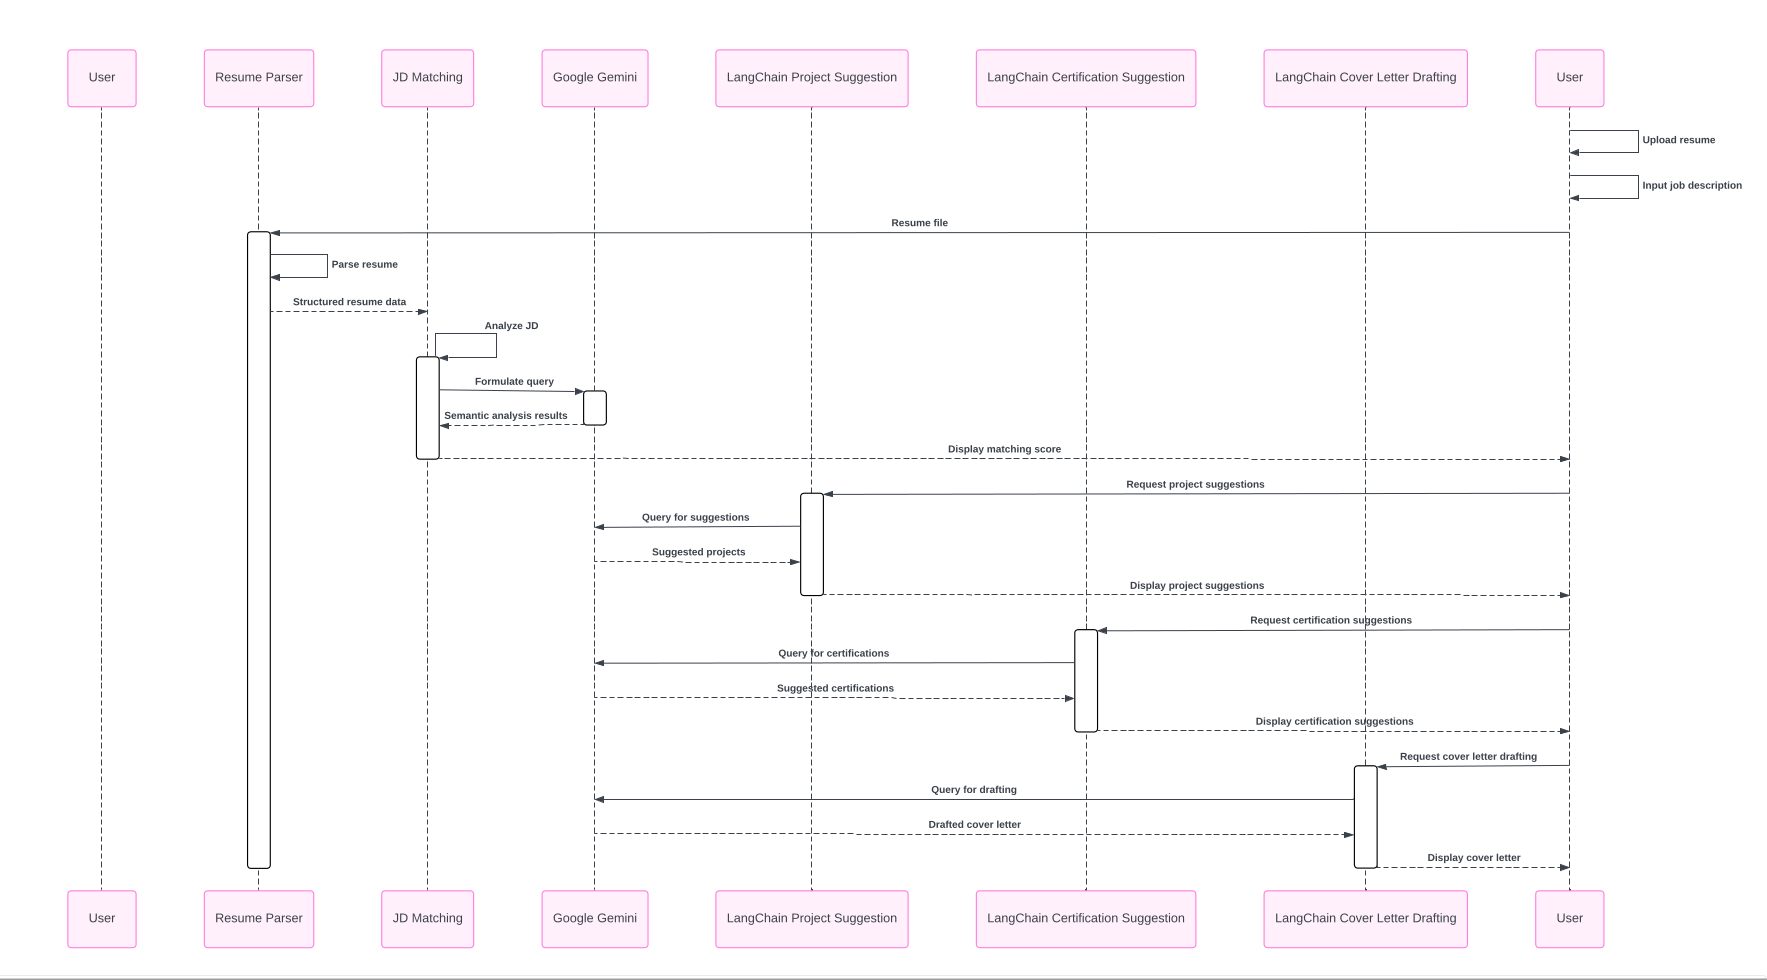 User
Resume Parser
JD Matching
Google Gemini
LangChain Project Suggestion
LangChain Certification Suggestion
LangChain Cover Letter Drafting
User
Upload resume
Input job description
Resume file
Parse resume
Structured resume data
Analyze JD
Formulate query
Semantic analysis results
Display matching score
Request project suggestions
Query for suggestions
Suggested projects
Display project suggestions
Request certification suggestions
Query for certifications
Suggested certifications
Display certification suggestions
Request cover letter drafting
Query for drafting
Drafted cover letter
Display cover letter
User
Resume Parser
JD Matching
Google Gemini
LangChain Project Suggestion
LangChain Certification Suggestion
LangChain Cover Letter Drafting
User